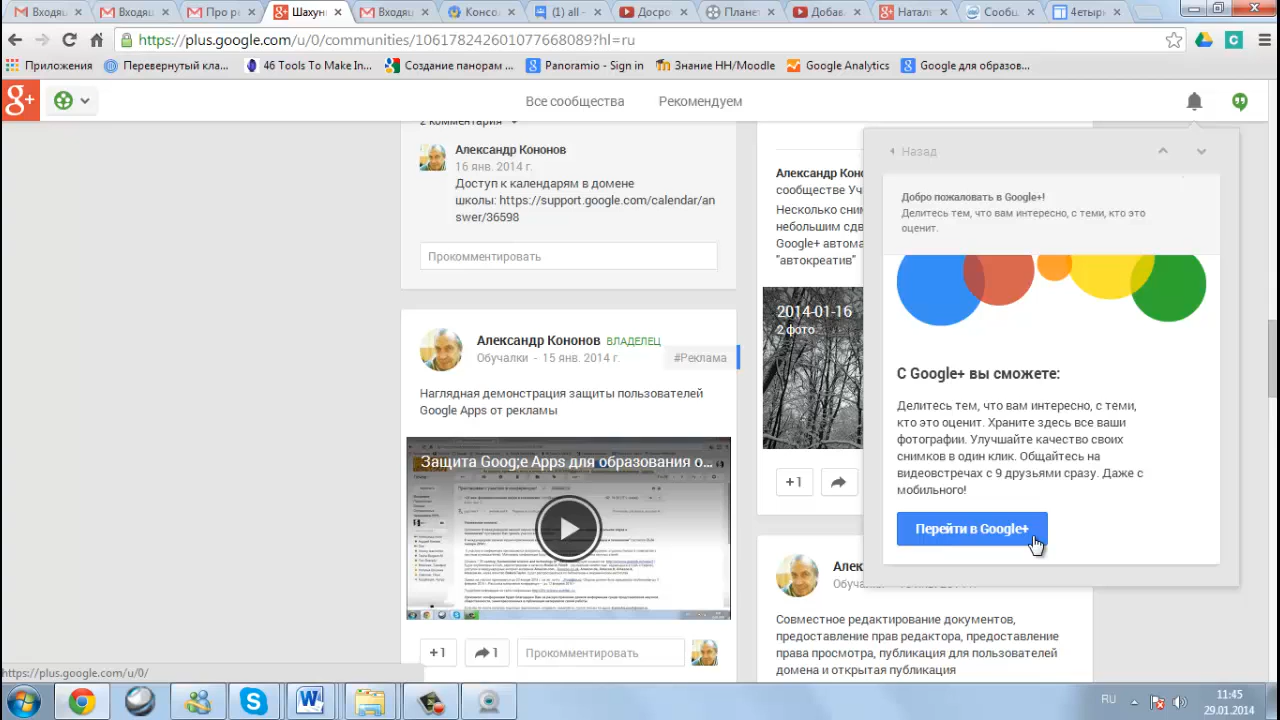 Входящ
Входящ
Про ра
Шахун
Входящ
Консол
(1) all -
Досро
Планет
Добав
Натал
Сообщ
4етырк
https://plus.google.com/u/0/communities/106178242601077668089?hl=ru
Приложения
Перевернутый кла...
46 Tools To Make I...
Создание панорам ...
Panoramio - Sign in
Знаним РН/Moodle
Google Analytics
Google для образов...
g+
Все сообщества
Рекомендуем
2 комментария
Александр Кононов
16 янв. 2014 г.
Доступ к календарям в домене
школы: https://support.google.com/calendar/an
swer/36598
Прокомментировать
Александр Кононов ВЛАДЕЛЕЦ
Обучалки - 15 янв. 2014 г.
#Реклама
Наглядная демонстрация защиты пользователей
Google Apps от рекламы
Защита Goog;e Apps для образования о...
+1
1
Прокомментировать
Александр Коно
сообществе Уч
Несколько сним
небольшим сдв
Google+ автома
"автокреатив"
2014-01-16
2 фото
+1
Алек
Обуча
Совместное редактирование документов,
предоставление прав редактора, предоставление
права просмотра, публикация для пользователей
домена и открытая публикация
Назад
Добро пожаловать в Google+!
Делитесь тем, что вам интересно, с теми, кто это
оценит.
С Google+ вы сможете:
Делитесь тем, что вам интересно, с теми,
кто это оценит. Храните здесь все ваши
фотографии. Улучшайте качество своих
снимков в один клик. Общайтесь на
видеовстречах с 9 друзьями сразу. Даже с
мобильного!
Перейти в Google+
https://plus.google.com/u/0/
RU
11:45
29.01.2014